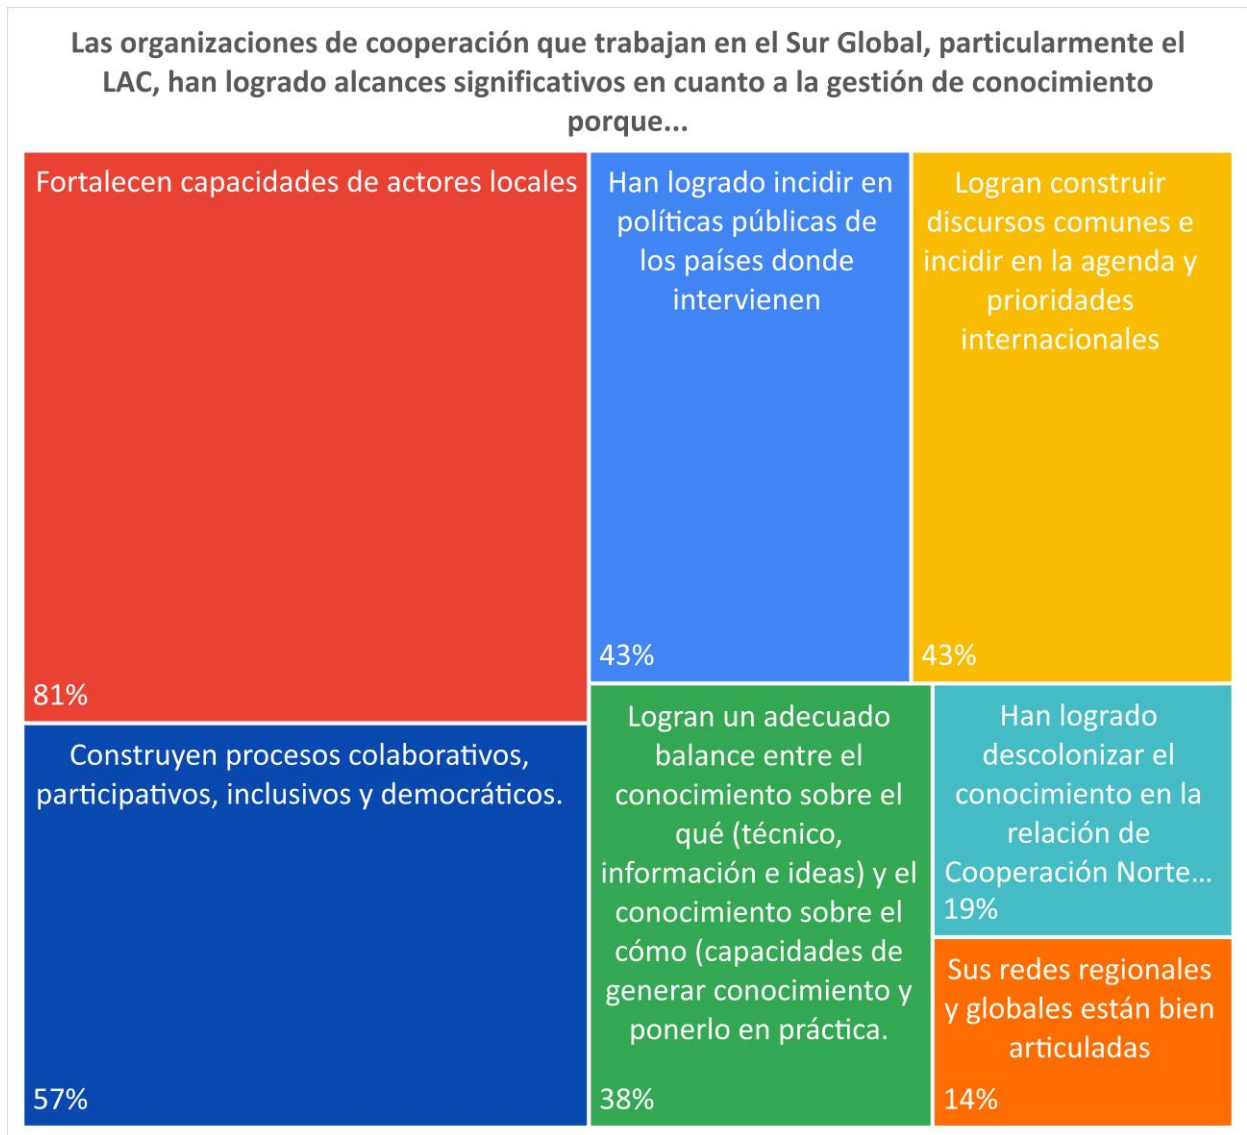 Las organizaciones de cooperación que trabajan en el Sur Global, particularmente el
LAC, han logrado alcances significativos en cuanto a la gestión de conocimiento
porque...
Fortalecen capacidades de actores locales
81%
Han logrado incidir en
políticas públicas de
los países donde
intervienen
43%
Logran construir
discursos comunes e
incidir en la agenda y
prioridades
internacionales
43%
Construyen procesos colaborativos,
participativos, inclusivos y democráticos.
57%
Logran un adecuado
balance entre el
conocimiento sobre el
qué (técnico,
información e ideas) y el
conocimiento sobre el
cómo (capacidades de
generar conocimiento y
ponerlo en práctica.
38%
Han logrado
descolonizar el
conocimiento en la
relación de
Cooperación Norte...
19%
Sus redes regionales
y globales están bien
articuladas
14%